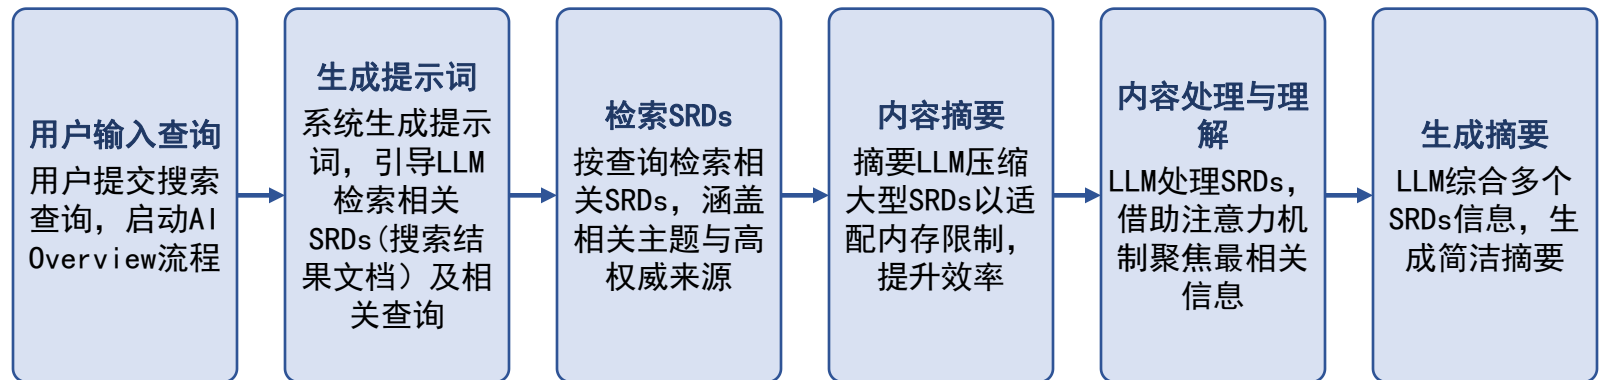 用户输入查询
用户提交搜索
查询，启动AI
Overview流程
生成提示词
系统生成提示
词，引导LLM
检索相关
SRDs(搜索结
果文档）及相
关查询
检索SRDs
按查询检索相
关SRDs，涵盖
相关主题与高
权威来源
内容摘要
摘要LLM压缩
大型SRDs以适
配内存限制，
提升效率
内容处理与理
解
LLM处理SRDs，
借助注意力机
制聚焦最相关
信息
生成摘要
LLM综合多个
SRDs信息，生
成简洁摘要